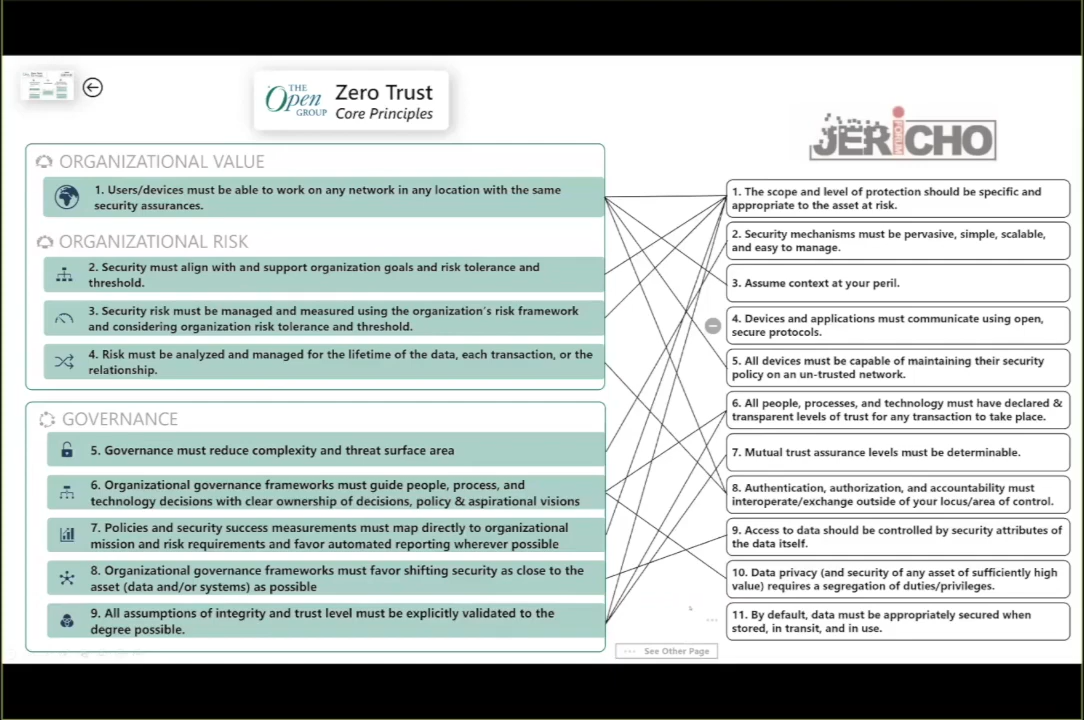 THE
Open
GROUP
Zero Trust
Core Principles
JERiCHO
FORUM
ORGANIZATIONAL VALUE
1. Users/devices must be able to work on any network in any location with the same
security assurances.
ORGANIZATIONAL RISK
2. Security must align with and support organization goals and risk tolerance and
threshold.
3. Security risk must be managed and measured using the organization's risk framework
and considering organization risk tolerance and threshold.
4. Risk must be analyzed and managed for the lifetime of the data, each transaction, or the
relationship.
GOVERNANCE
5. Governance must reduce complexity and threat surface area
6. Organizational governance frameworks must guide people, process, and
technology decisions with clear ownership of decisions, policy & aspirational visions
7. Policies and security success measurements must map directly to organizational
mission and risk requirements and favor automated reporting wherever possible
8. Organizational governance frameworks must favor shifting security as close to the
asset (data and/or systems) as possible
9. All assumptions of integrity and trust level must be explicitly validated to the
degree possible.
1. The scope and level of protection should be specific and
appropriate to the asset at risk.
2. Security mechanisms must be pervasive, simple, scalable,
and easy to manage.
3. Assume context at your peril.
4. Devices and applications must communicate using open,
secure protocols.
5. All devices must be capable of maintaining their security
policy on an un-trusted network.
6. All people, processes, and technology must have declared &
transparent levels of trust for any transaction to take place.
7. Mutual trust assurance levels must be determinable.
8. Authentication, authorization, and accountability must
interoperate/exchange outside of your locus/area of control.
9. Access to data should be controlled by security attributes of
the data itself.
10. Data privacy (and security of any asset of sufficiently high
value) requires a segregation of duties/privileges.
11. By default, data must be appropriately secured when
stored, in transit, and in use.
See Other Page